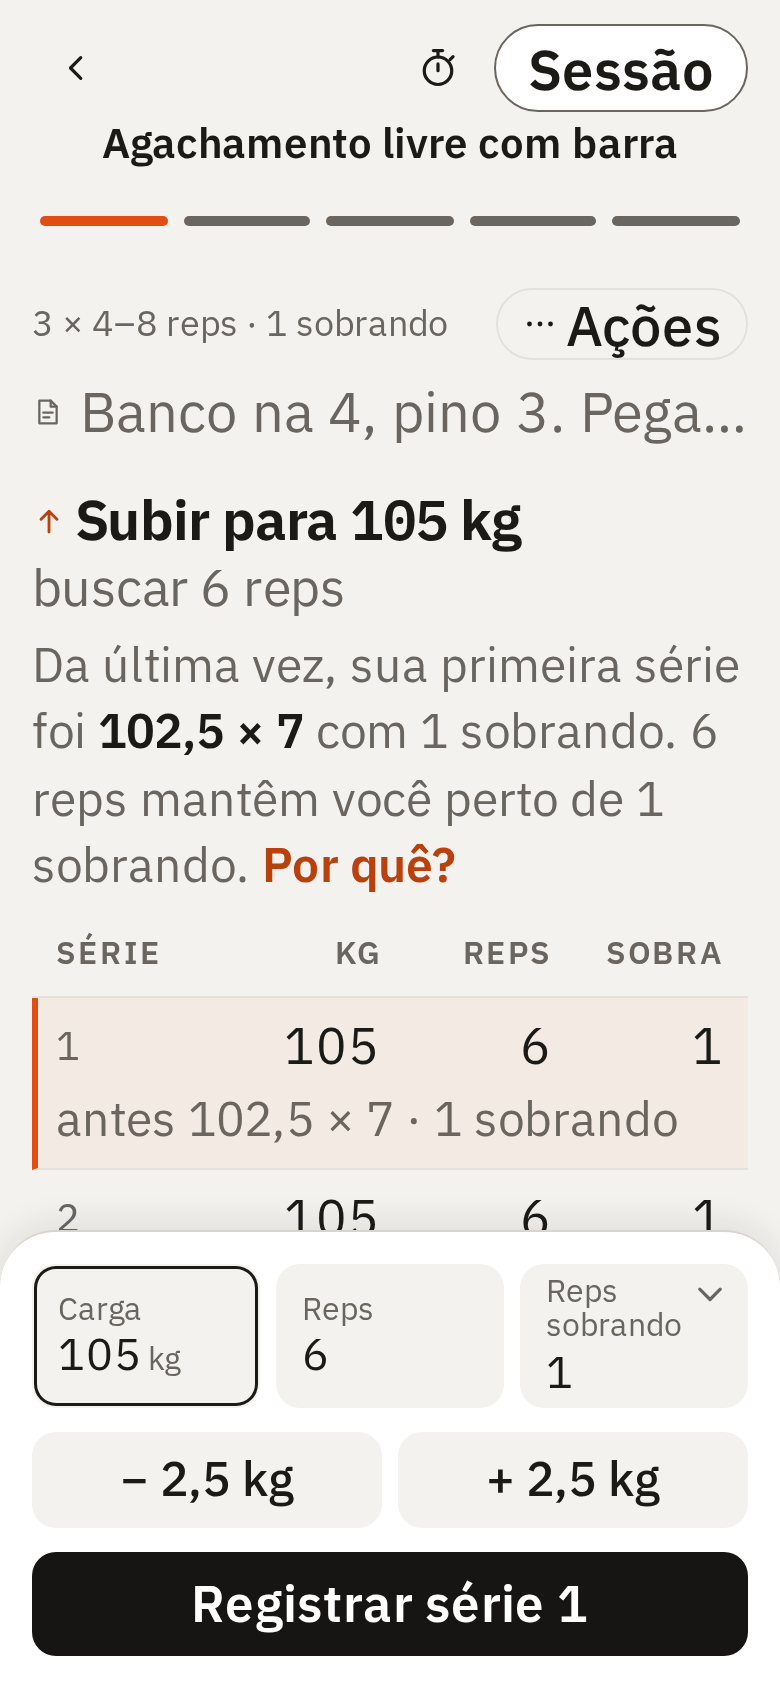 Sessão
Agachamento livre com barra
3 × 4–8 reps · 1 sobrando
··· Ações
Banco na 4, pino 3. Pega...
↑ Subir para 105 kg
buscar 6 reps
Da última vez, sua primeira série
foi 102,5 × 7 com 1 sobrando. 6
reps mantêm você perto de 1
sobrando. Por quê?
SÉRIE KG REPS SOBRA
1 105 6 1
antes 102,5 × 7 · 1 sobrando
2 105 6 1
Carga
105 kg
Reps
6
Reps
sobrando
1
− 2,5 kg
+ 2,5 kg
Registrar série 1